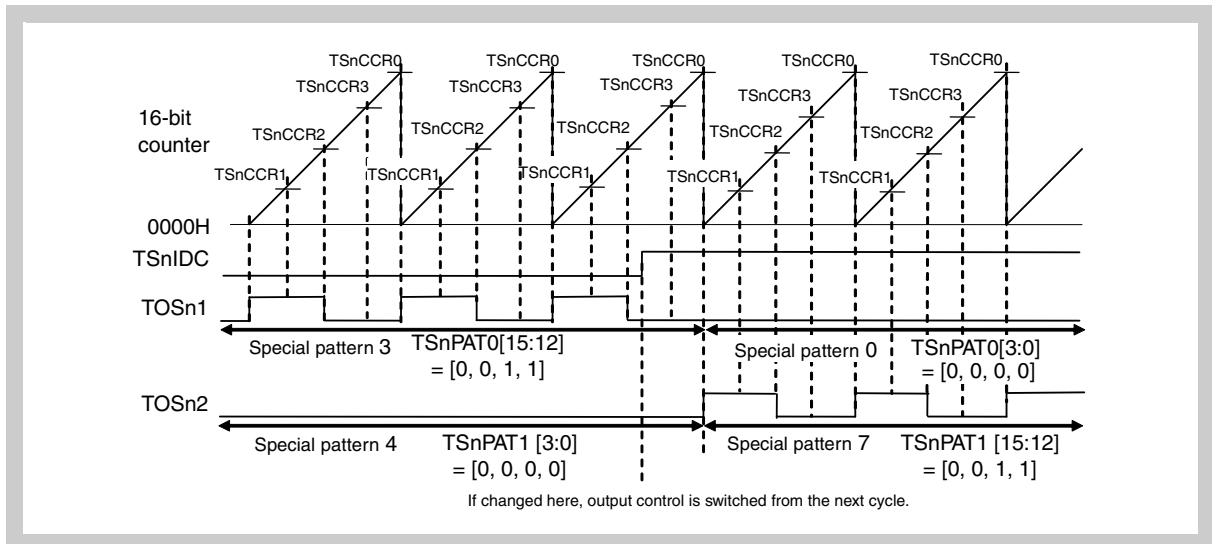 TSnCCR0 TSnCCR0 TSnCCR0 TSnCCR0 TSnCCR0
TSnCCR3 TSnCCR3 TSnCCR3 TSnCCR3 TSnCCR3
16-bit
counter
TSnCCR2 TSnCCR2 TSnCCR2 TSnCCR2 TSnCCR2
TSnCCR1 TSnCCR1 TSnCCR1 TSnCCR1 TSnCCR1
0000H
TSnIDC
TOSn1
Special pattern 3 TSnPAT0[15:12] Special pattern 0 TSnPAT0[3:0]
= [0, 0, 1, 1] = [0, 0, 0, 0]
TOSn2
Special pattern 4 TSnPAT1 [3:0] Special pattern 7 TSnPAT1 [15:12]
= [0, 0, 0, 0] = [0, 0, 1, 1]
If changed here, output control is switched from the next cycle.